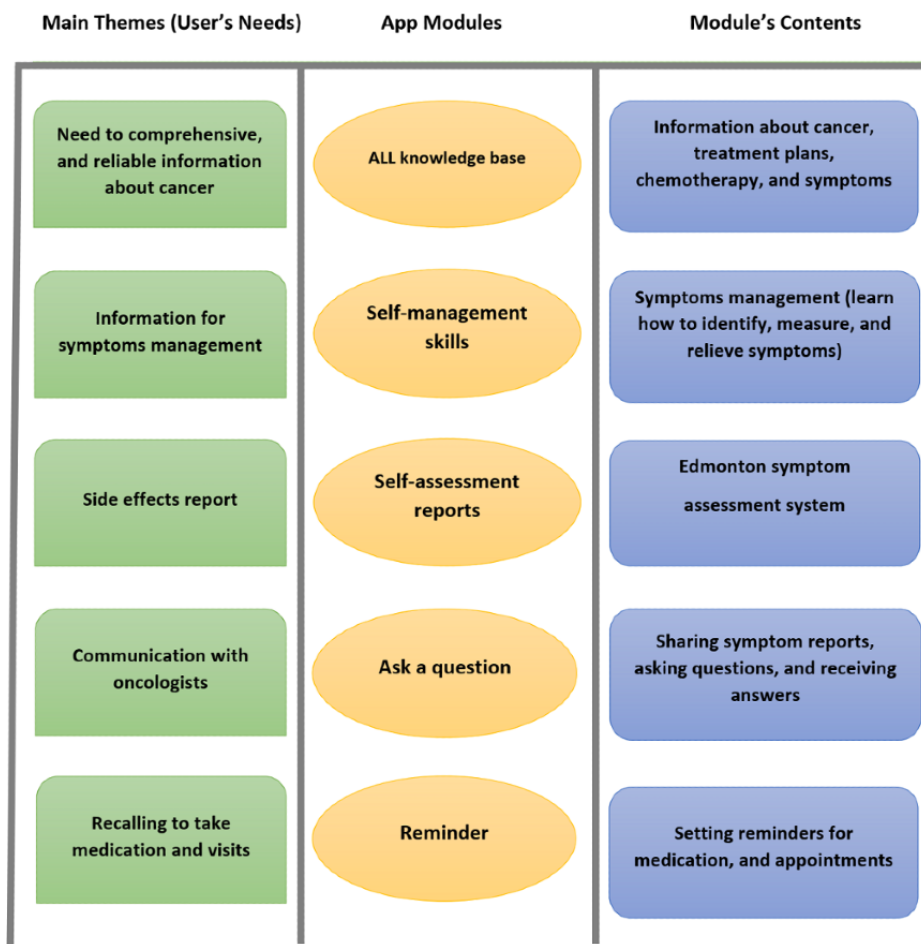 Main Themes (User's Needs)
App Modules
Module's Contents
Need to comprehensive,
and reliable information
about cancer
ALL knowledge base
Information about cancer,
treatment plans,
chemotherapy, and symptoms
Information for
symptoms management
Self-management
skills
Symptoms management (learn
how to identify, measure, and
relieve symptoms)
Side effects report
Self-assessment
reports
Edmonton symptom
assessment system
Communication with
oncologists
Ask a question
Sharing symptom reports,
asking questions, and receiving
answers
Recalling to take
medication and visits
Reminder
Setting reminders for
medication, and appointments